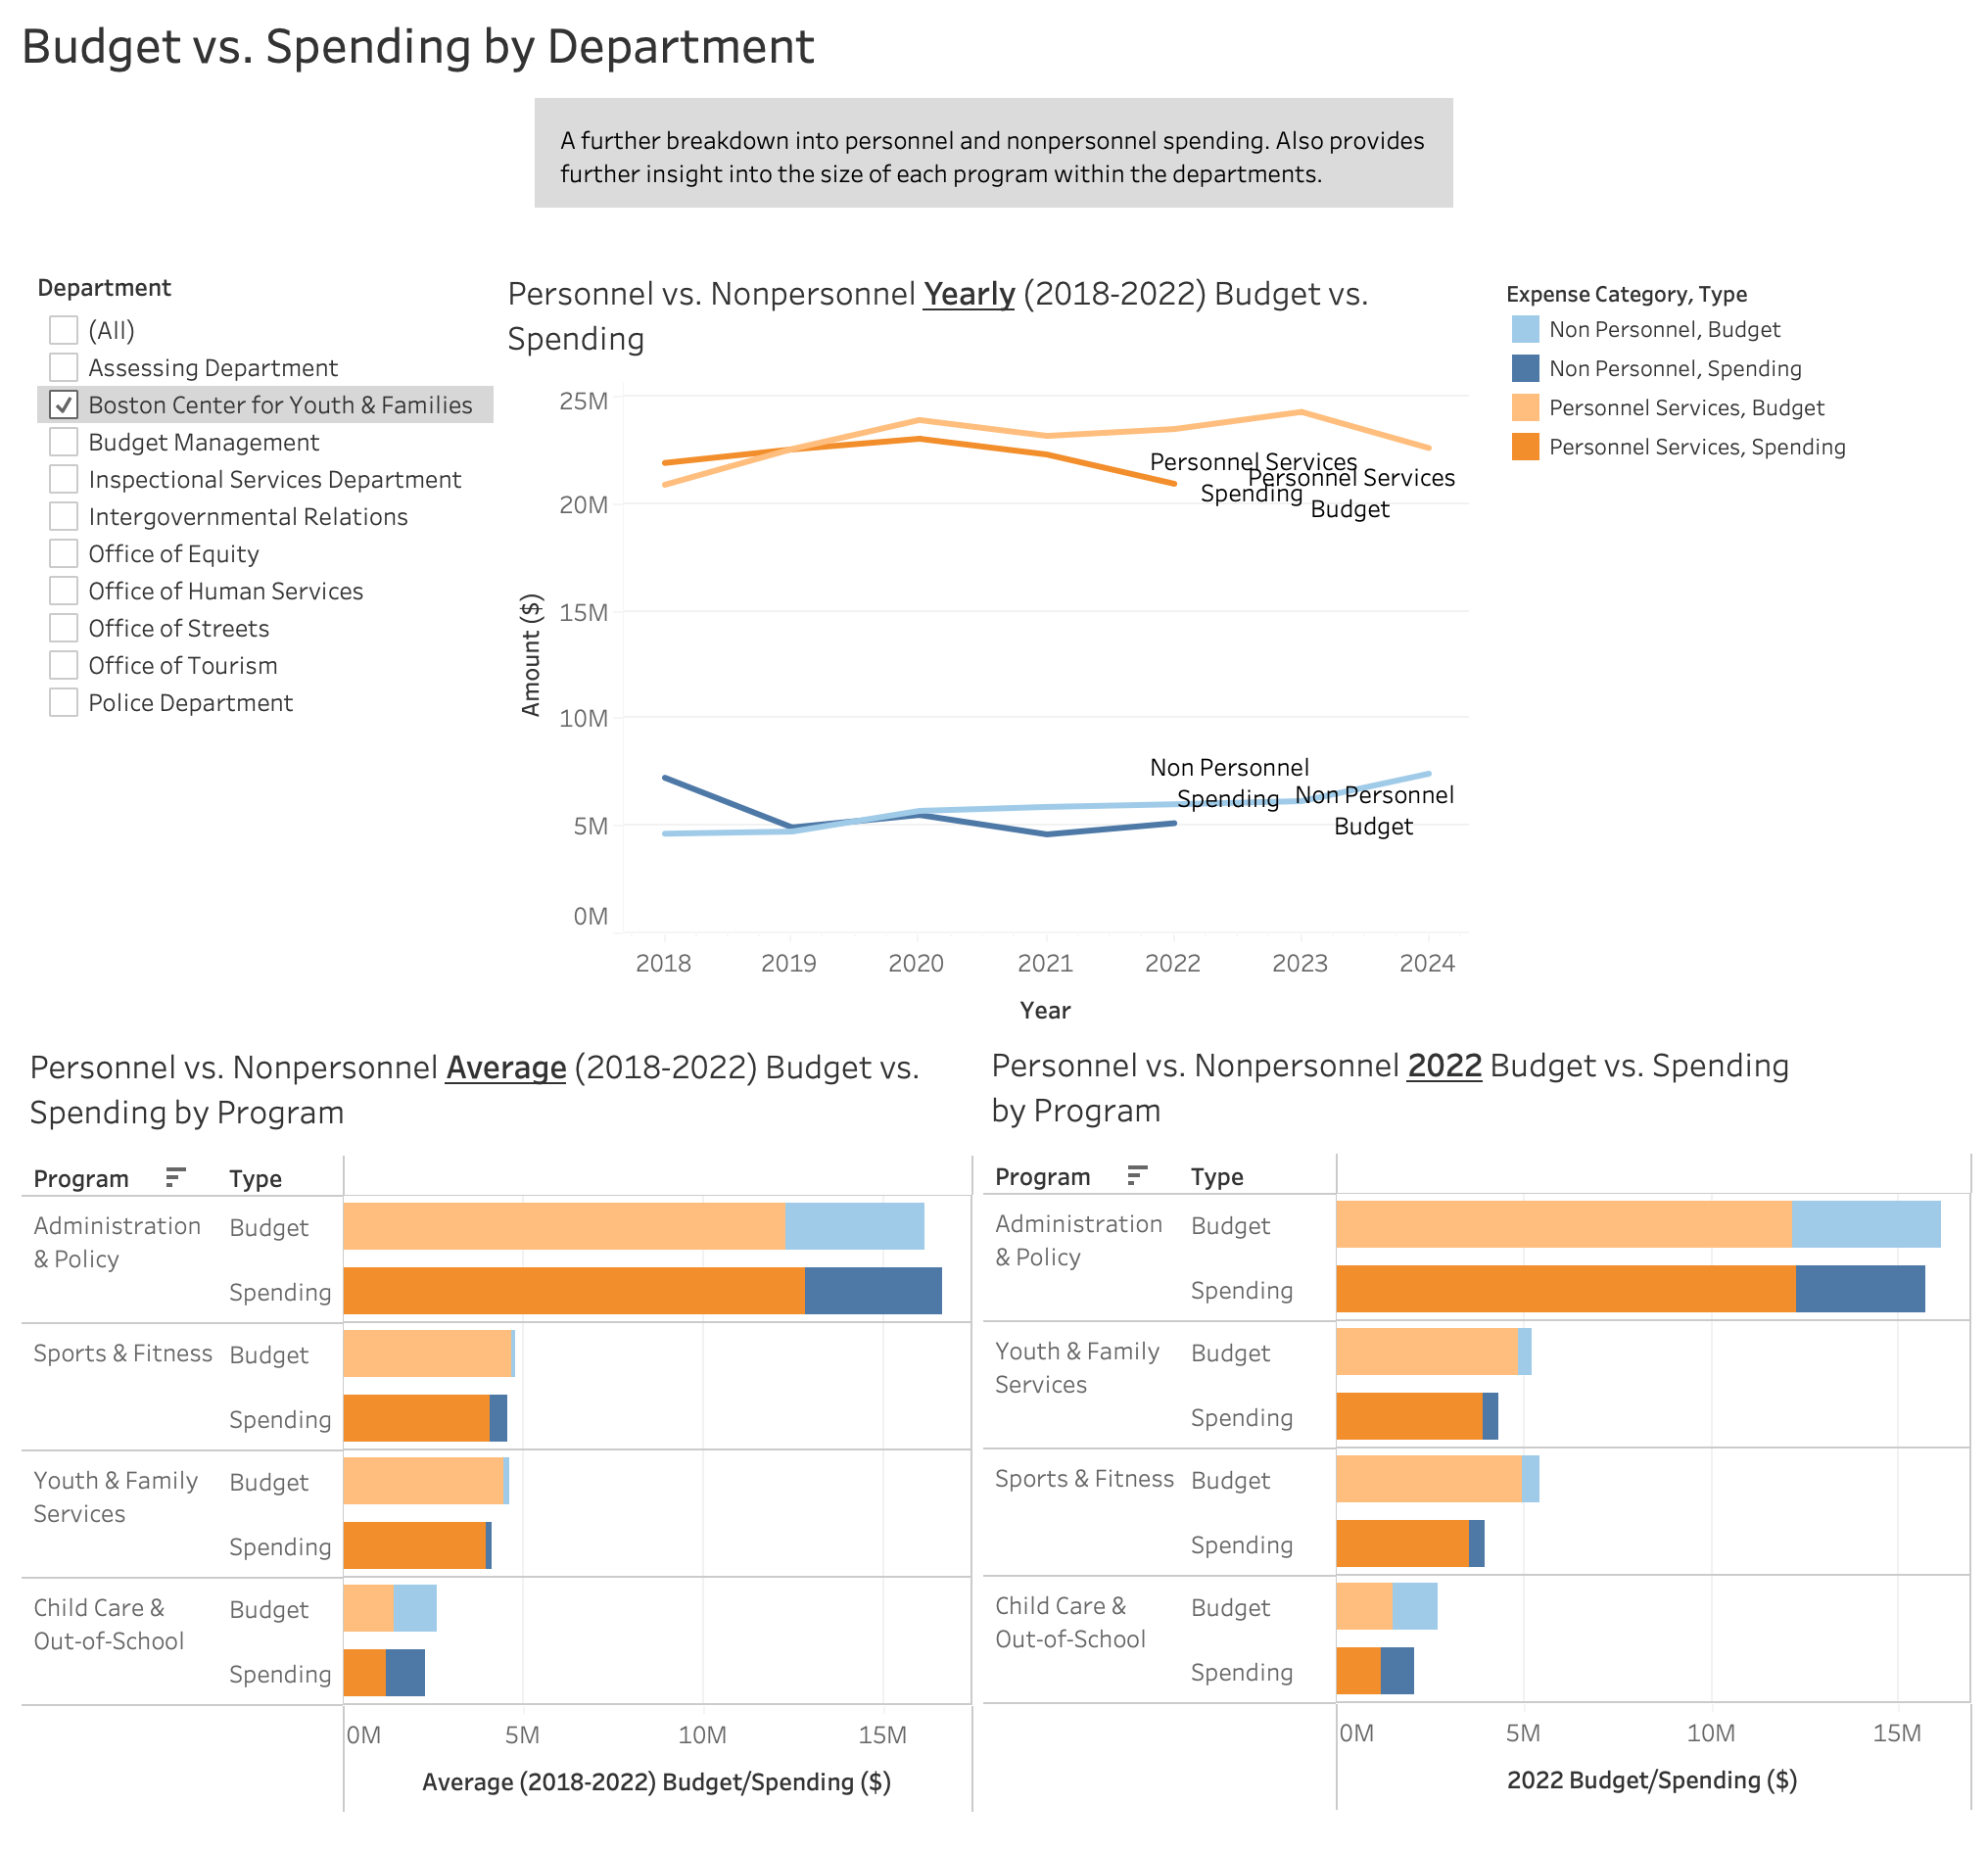 Budget vs. Spending by Department
A further breakdown into personnel and nonpersonnel spending. Also provides
further insight into the size of each program within the departments.
Department
(All)
Assessing Department
Boston Center for Youth & Families
Budget Management
Inspectional Services Department
Intergovernmental Relations
Office of Equity
Office of Human Services
Office of Streets
Office of Tourism
Police Department
Personnel vs. Nonpersonnel Yearly (2018-2022) Budget vs.
Spending
25M
20M
15M
10M
5M
0M
Amount ($)
Personnel Services
Spending
Personnel Services
Budget
Non Personnel
Spending
Non Personnel
Budget
2018
2019
2020
2021
2022
2023
2024
Year
Expense Category, Type
Non Personnel, Budget
Non Personnel, Spending
Personnel Services, Budget
Personnel Services, Spending
Personnel vs. Nonpersonnel Average (2018-2022) Budget vs.
Spending by Program
Program Type
Administration
& Policy
Budget
Spending
Sports & Fitness
Budget
Spending
Youth & Family
Services
Budget
Spending
Child Care &
Out-of-School
Budget
Spending
0M
5M
10M
15M
Average (2018-2022) Budget/Spending ($)
Personnel vs. Nonpersonnel 2022 Budget vs. Spending
by Program
Program Type
Administration
& Policy
Budget
Spending
Youth & Family
Services
Budget
Spending
Sports & Fitness
Budget
Spending
Child Care &
Out-of-School
Budget
Spending
0M
5M
10M
15M
2022 Budget/Spending ($)